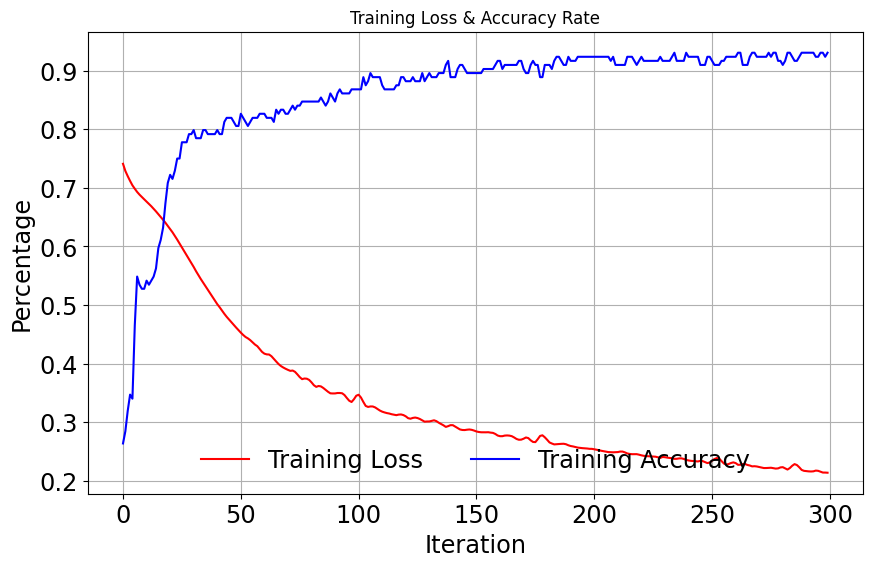 Training Loss & Accuracy Rate
Percentage
0.9
0.8
0.7
0.6
0.5
0.4
0.3
0.2
Training Loss Training Accuracy
0 50 100 150 200 250 300
Iteration